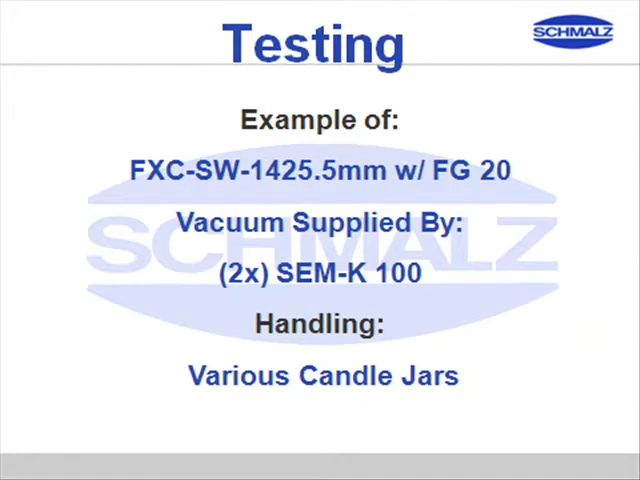 Testing
SCHMALZ
Example of:
FXC-SW-1425.5mm w/ FG 20
Vacuum Supplied By:
SCHMALZ
(2x) SEM-K 100
Handling:
Various Candle Jars